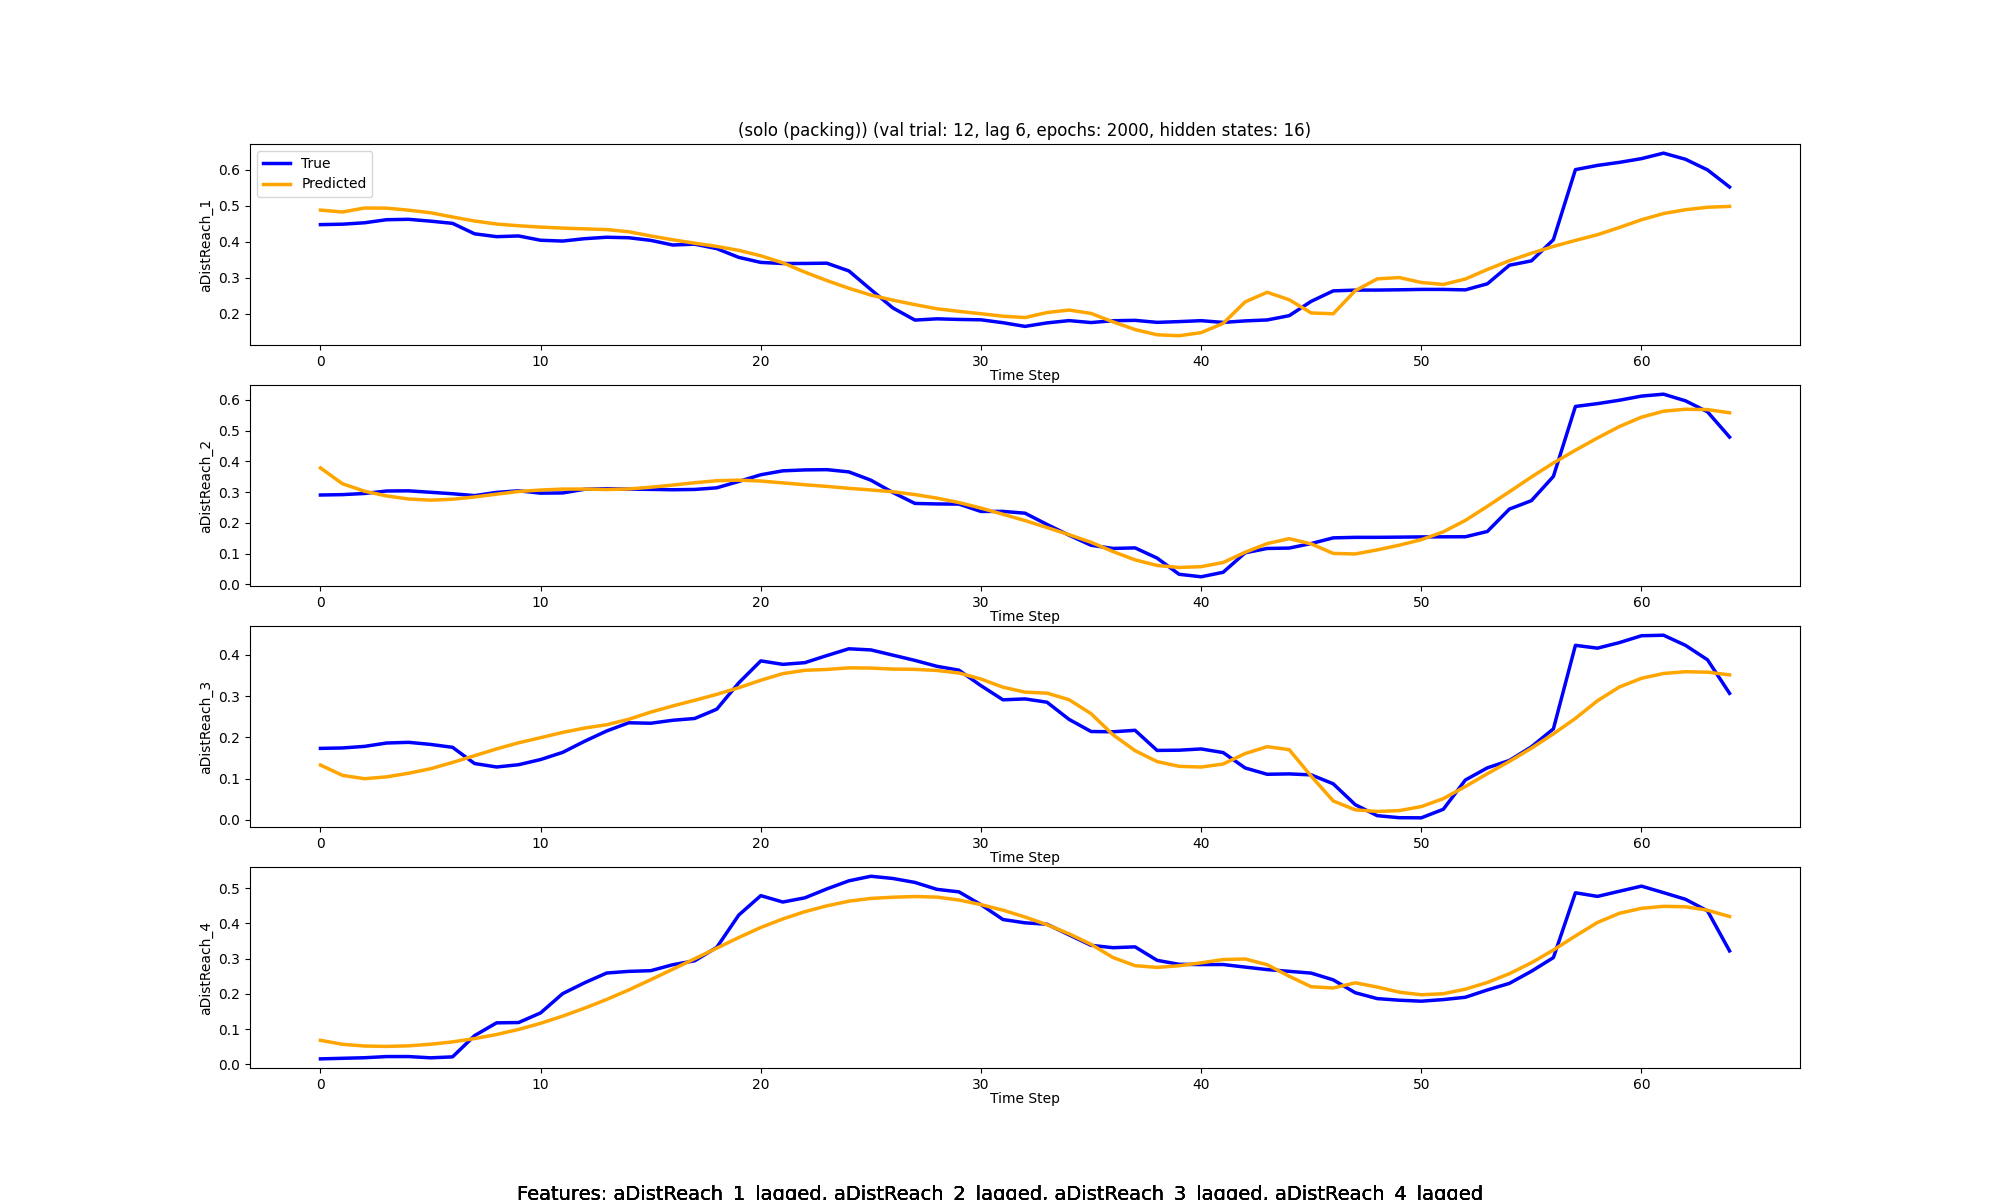 (solo (packing)) (val trial: 12, lag 6, epochs: 2000, hidden states: 16)
True
Predicted
aDistReach_1
0.6
0.5
0.4
0.3
0.2
0 10 20 30 40 50 60
Time Step
aDistReach_2
0.6
0.5
0.4
0.3
0.2
0.1
0.0
0 10 20 30 40 50 60
Time Step
aDistReach_3
0.4
0.3
0.2
0.1
0.0
0 10 20 30 40 50 60
Time Step
aDistReach_4
0.5
0.4
0.3
0.2
0.1
0.0
0 10 20 30 40 50 60
Time Step
Features: aDistReach_1_lagged, aDistReach_2_lagged, aDistReach_3_lagged, aDistReach_4_lagged